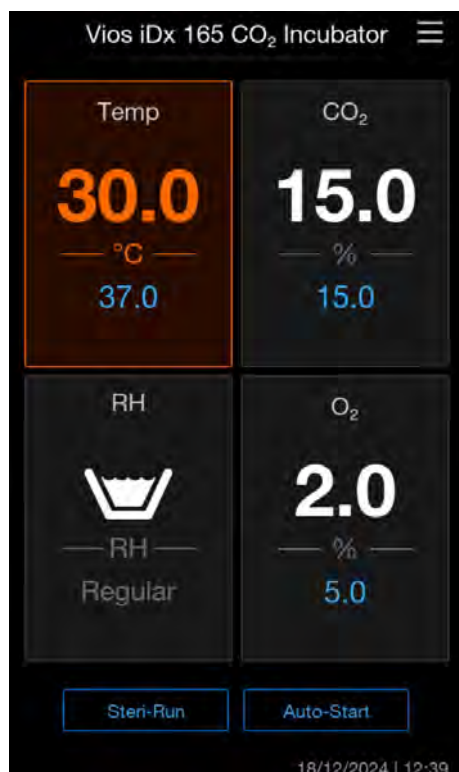 Vios iDx 165 CO₂ Incubator
Temp
30.0
°C
37.0
CO₂
15.0
%
15.0
RH
RH
Regular
O₂
2.0
%
5.0
Steri-Run
Auto-Start
18/12/2024 | 12:39